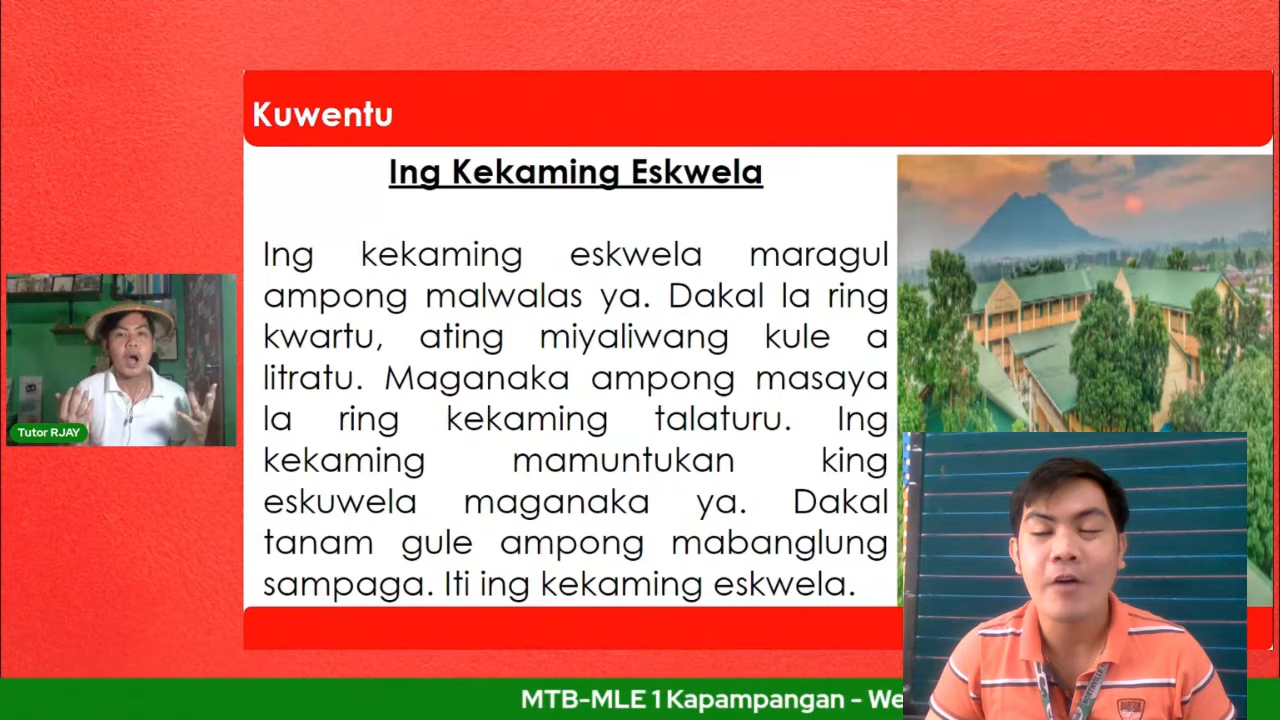 Kuwentu
Ing Kekaming Eskwela
Ing kekaming eskwela maragul
ampong malwalas ya. Dakal la ring
kwartu, ating miyaliwang kule a
litratu. Maganaka ampong masaya
la ring kekaming talaturu. Ing
kekaming mamuntukan king
eskuwela maganaka ya. Dakal
tanam gule ampong mabanglung
sampaga. Iti ing kekaming eskwela.
Tutor RJAY
MTB-MLE 1 Kapampangan - We